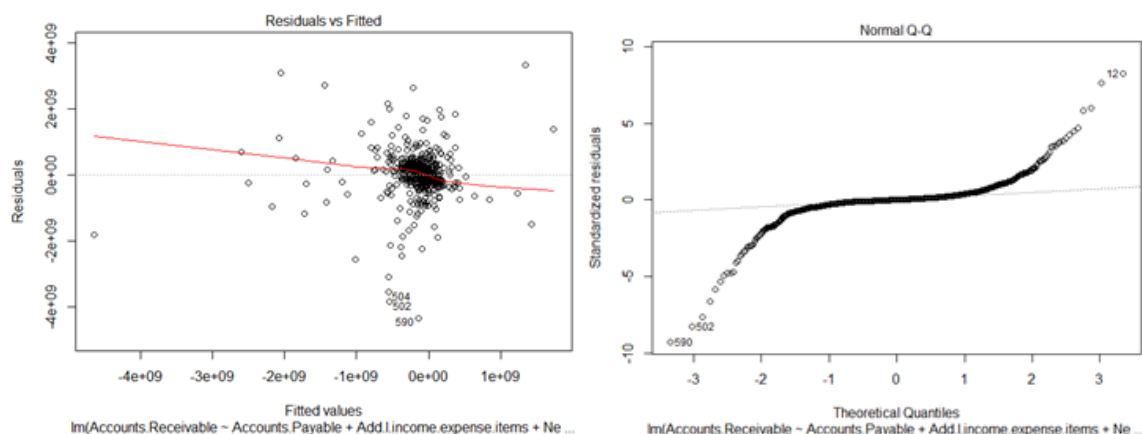 Residuals vs Fitted
4e+09
2e+09
0e+00
-2e+09
-4e+09
Residuals
504
502
590
-4e+09 -3e+09 -2e+09 -1e+09 0e+00 1e+09
Fitted values
lm(Accounts.Receivable ~ Accounts.Payable + Add.l.income.expense.items + Ne ...
Normal Q-Q
10
5
0
-5
-10
Standardized residuals
12
502
590
-3 -2 -1 0 1 2 3
Theoretical Quantiles
lm(Accounts.Receivable ~ Accounts.Payable + Add.l.income.expense.items + Ne ...